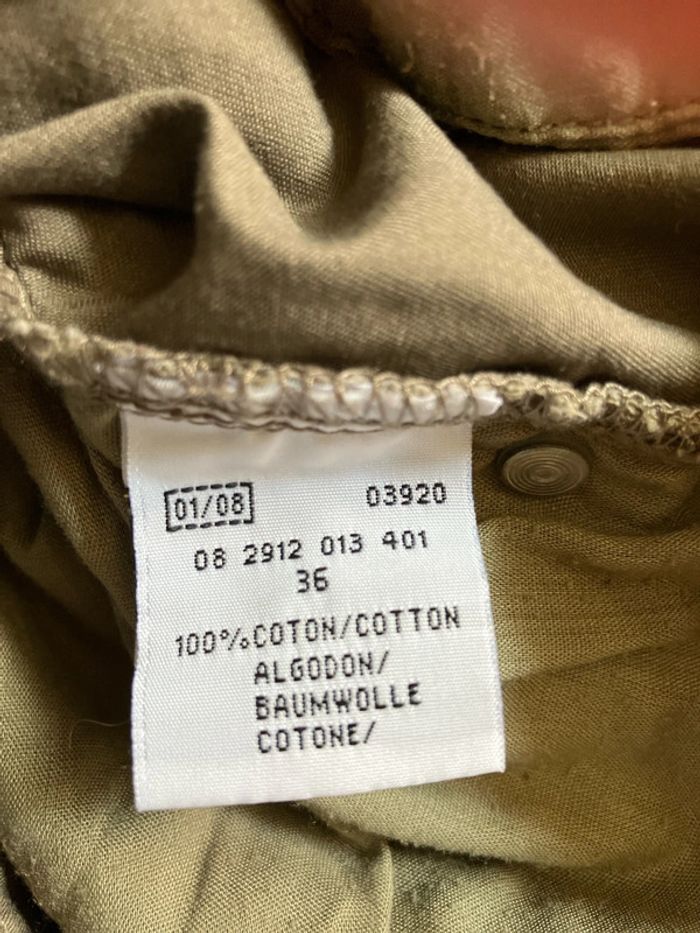 01/08 03920
08 2912 013 401
36
100%COTON/COTTON
ALGODON/
BAUMWOLLE
COTONE/